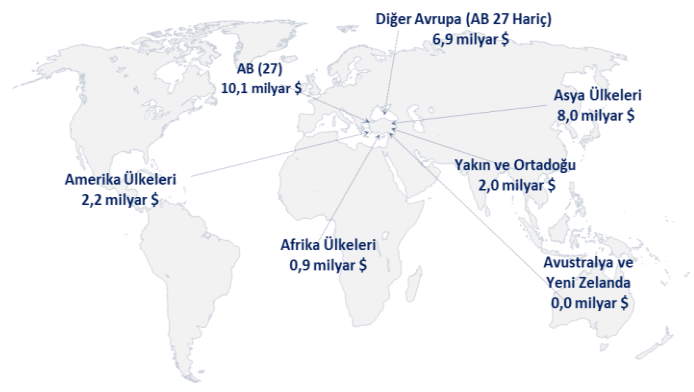 Diğer Avrupa (AB 27 Hariç)
6,9 milyar $
AB (27)
10,1 milyar $
Asya Ülkeleri
8,0 milyar $
Yakın ve Ortadoğu
2,0 milyar $
Amerika Ülkeleri
2,2 milyar $
Afrika Ülkeleri
0,9 milyar $
Avustralya ve
Yeni Zelanda
0,0 milyar $